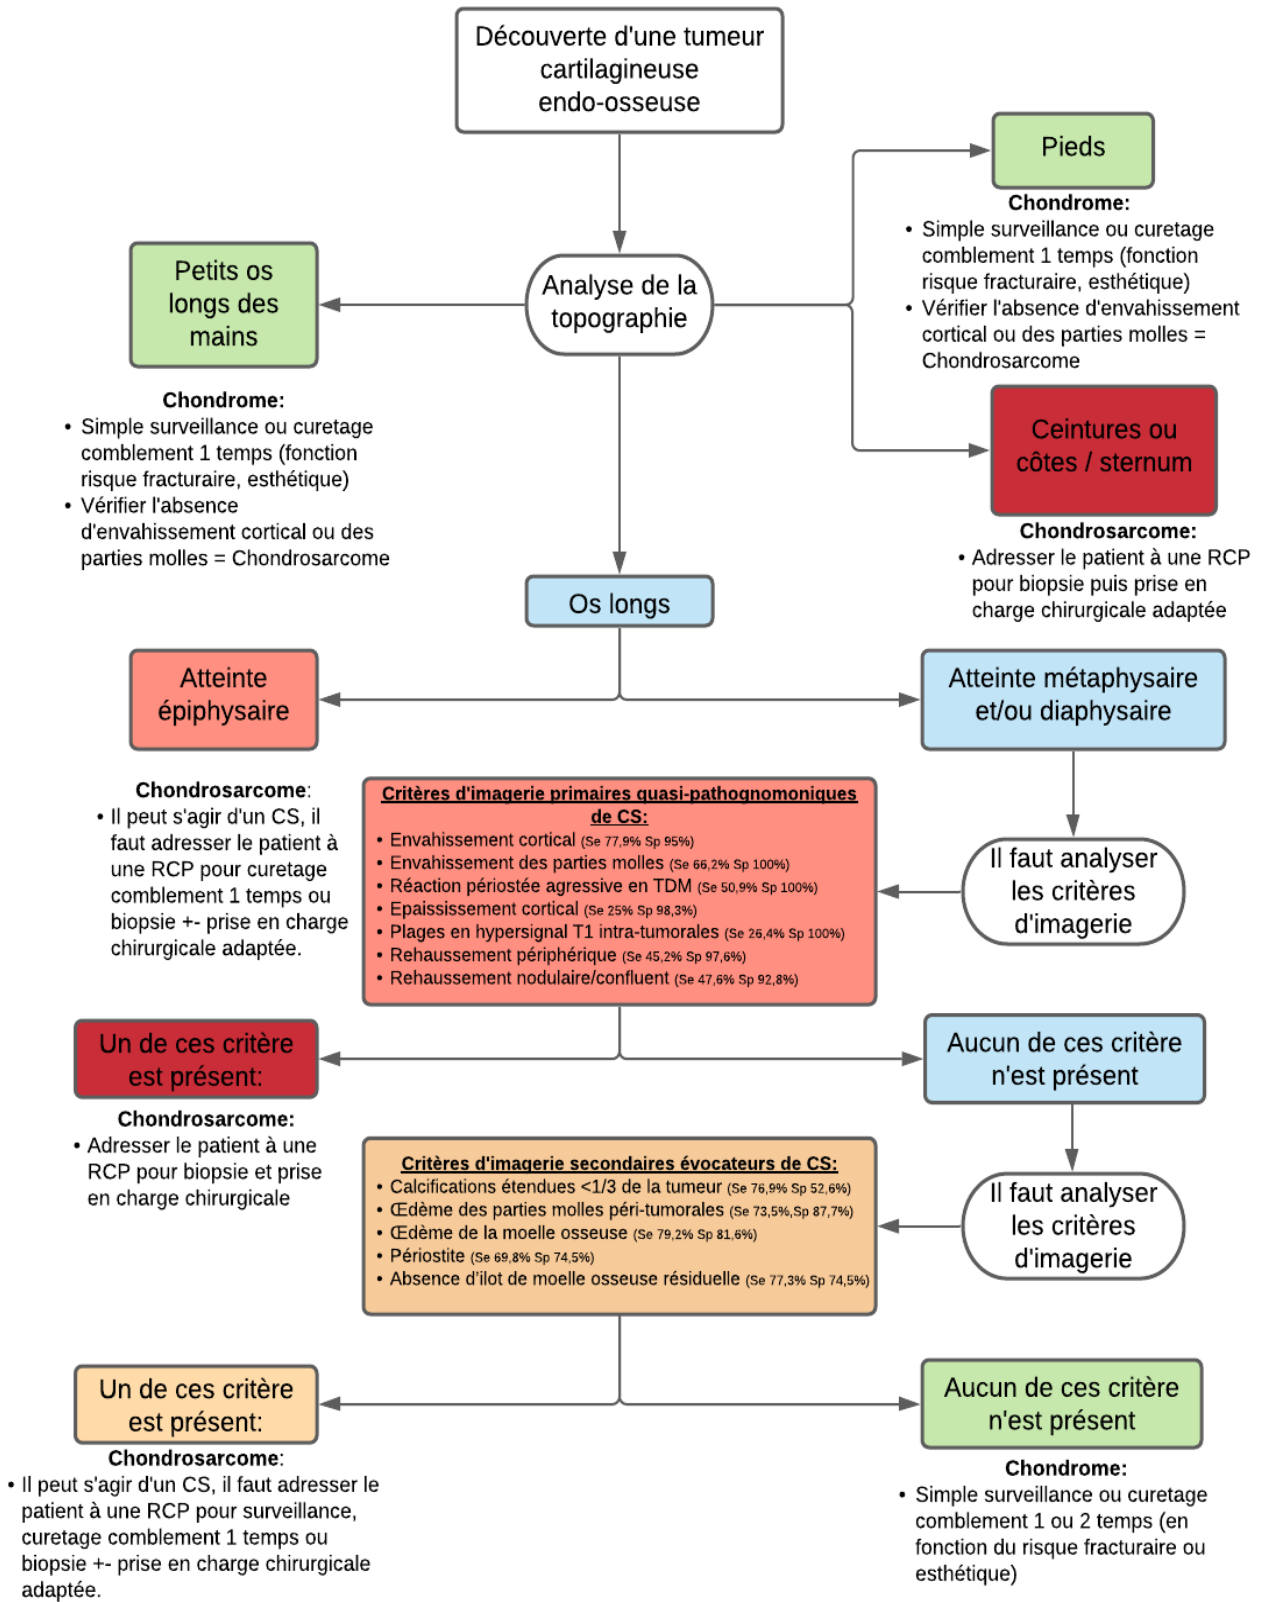 Découverte d'une tumeur
cartilagineuse
endo-osseuse
Pieds
Chondrome:
• Simple surveillance ou curetage
comblement 1 temps (fonction
risque fracturaire, esthétique)
• Vérifier l'absence d'envahissement
cortical ou des parties molles =
Chondrosarcome
Petits os
longs des
mains
Analyse de la
topographie
Chondrome:
• Simple surveillance ou curetage
comblement 1 temps (fonction
risque fracturaire, esthétique)
• Vérifier l'absence
d'envahissement cortical ou des
parties molles = Chondrosarcome
Ceintures ou
côtes / sternum
Chondrosarcome:
• Adresser le patient à une RCP
pour biopsie puis prise en
charge chirurgicale adaptée
Os longs
Atteinte
épiphysaire
Atteinte métaphysaire
et/ou diaphysaire
Chondrosarcome:
• Il peut s'agir d'un CS, il
faut adresser le patient à
une RCP pour curetage
comblement 1 temps ou
biopsie +- prise en charge
chirurgicale adaptée.
Critères d'imagerie primaires quasi-pathognomoniques
de CS:
• Envahissement cortical (Se 77,9% Sp 95%)
• Envahissement des parties molles (Se 66,2% Sp 100%)
• Réaction périostée agressive en TDM (Se 50,9% Sp 100%)
• Epaississement cortical (Se 25% Sp 98,3%)
• Plages en hypersignal T1 intra-tumorales (Se 26,4% Sp 100%)
• Rehaussement périphérique (Se 45,2% Sp 97,6%)
• Rehaussement nodulaire/confluent (Se 47,6% Sp 92,8%)
Il faut analyser
les critères
d'imagerie
Un de ces critère
est présent:
Aucun de ces critère
n'est présent
Chondrosarcome:
• Adresser le patient à une
RCP pour biopsie et prise
en charge chirurgicale
Critères d'imagerie secondaires évocateurs de CS:
• Calcifications étendues <1/3 de la tumeur (Se 76,9% Sp 52,6%)
• Œdème des parties molles péri-tumorales (Se 73,5%,Sp 87,7%)
• Œdème de la moelle osseuse (Se 79,2% Sp 81,6%)
• Périostite (Se 69,8% Sp 74,5%)
• Absence d'ilot de moelle osseuse résiduelle (Se 77,3% Sp 74,5%)
Il faut analyser
les critères
d'imagerie
Un de ces critère
est présent:
Aucun de ces critère
n'est présent
Chondrosarcome:
• Il peut s'agir d'un CS, il faut adresser le
patient à une RCP pour surveillance,
curetage comblement 1 temps ou
biopsie +- prise en charge chirurgicale
adaptée.
Chondrome:
• Simple surveillance ou curetage
comblement 1 ou 2 temps (en
fonction du risque fracturaire ou
esthétique)